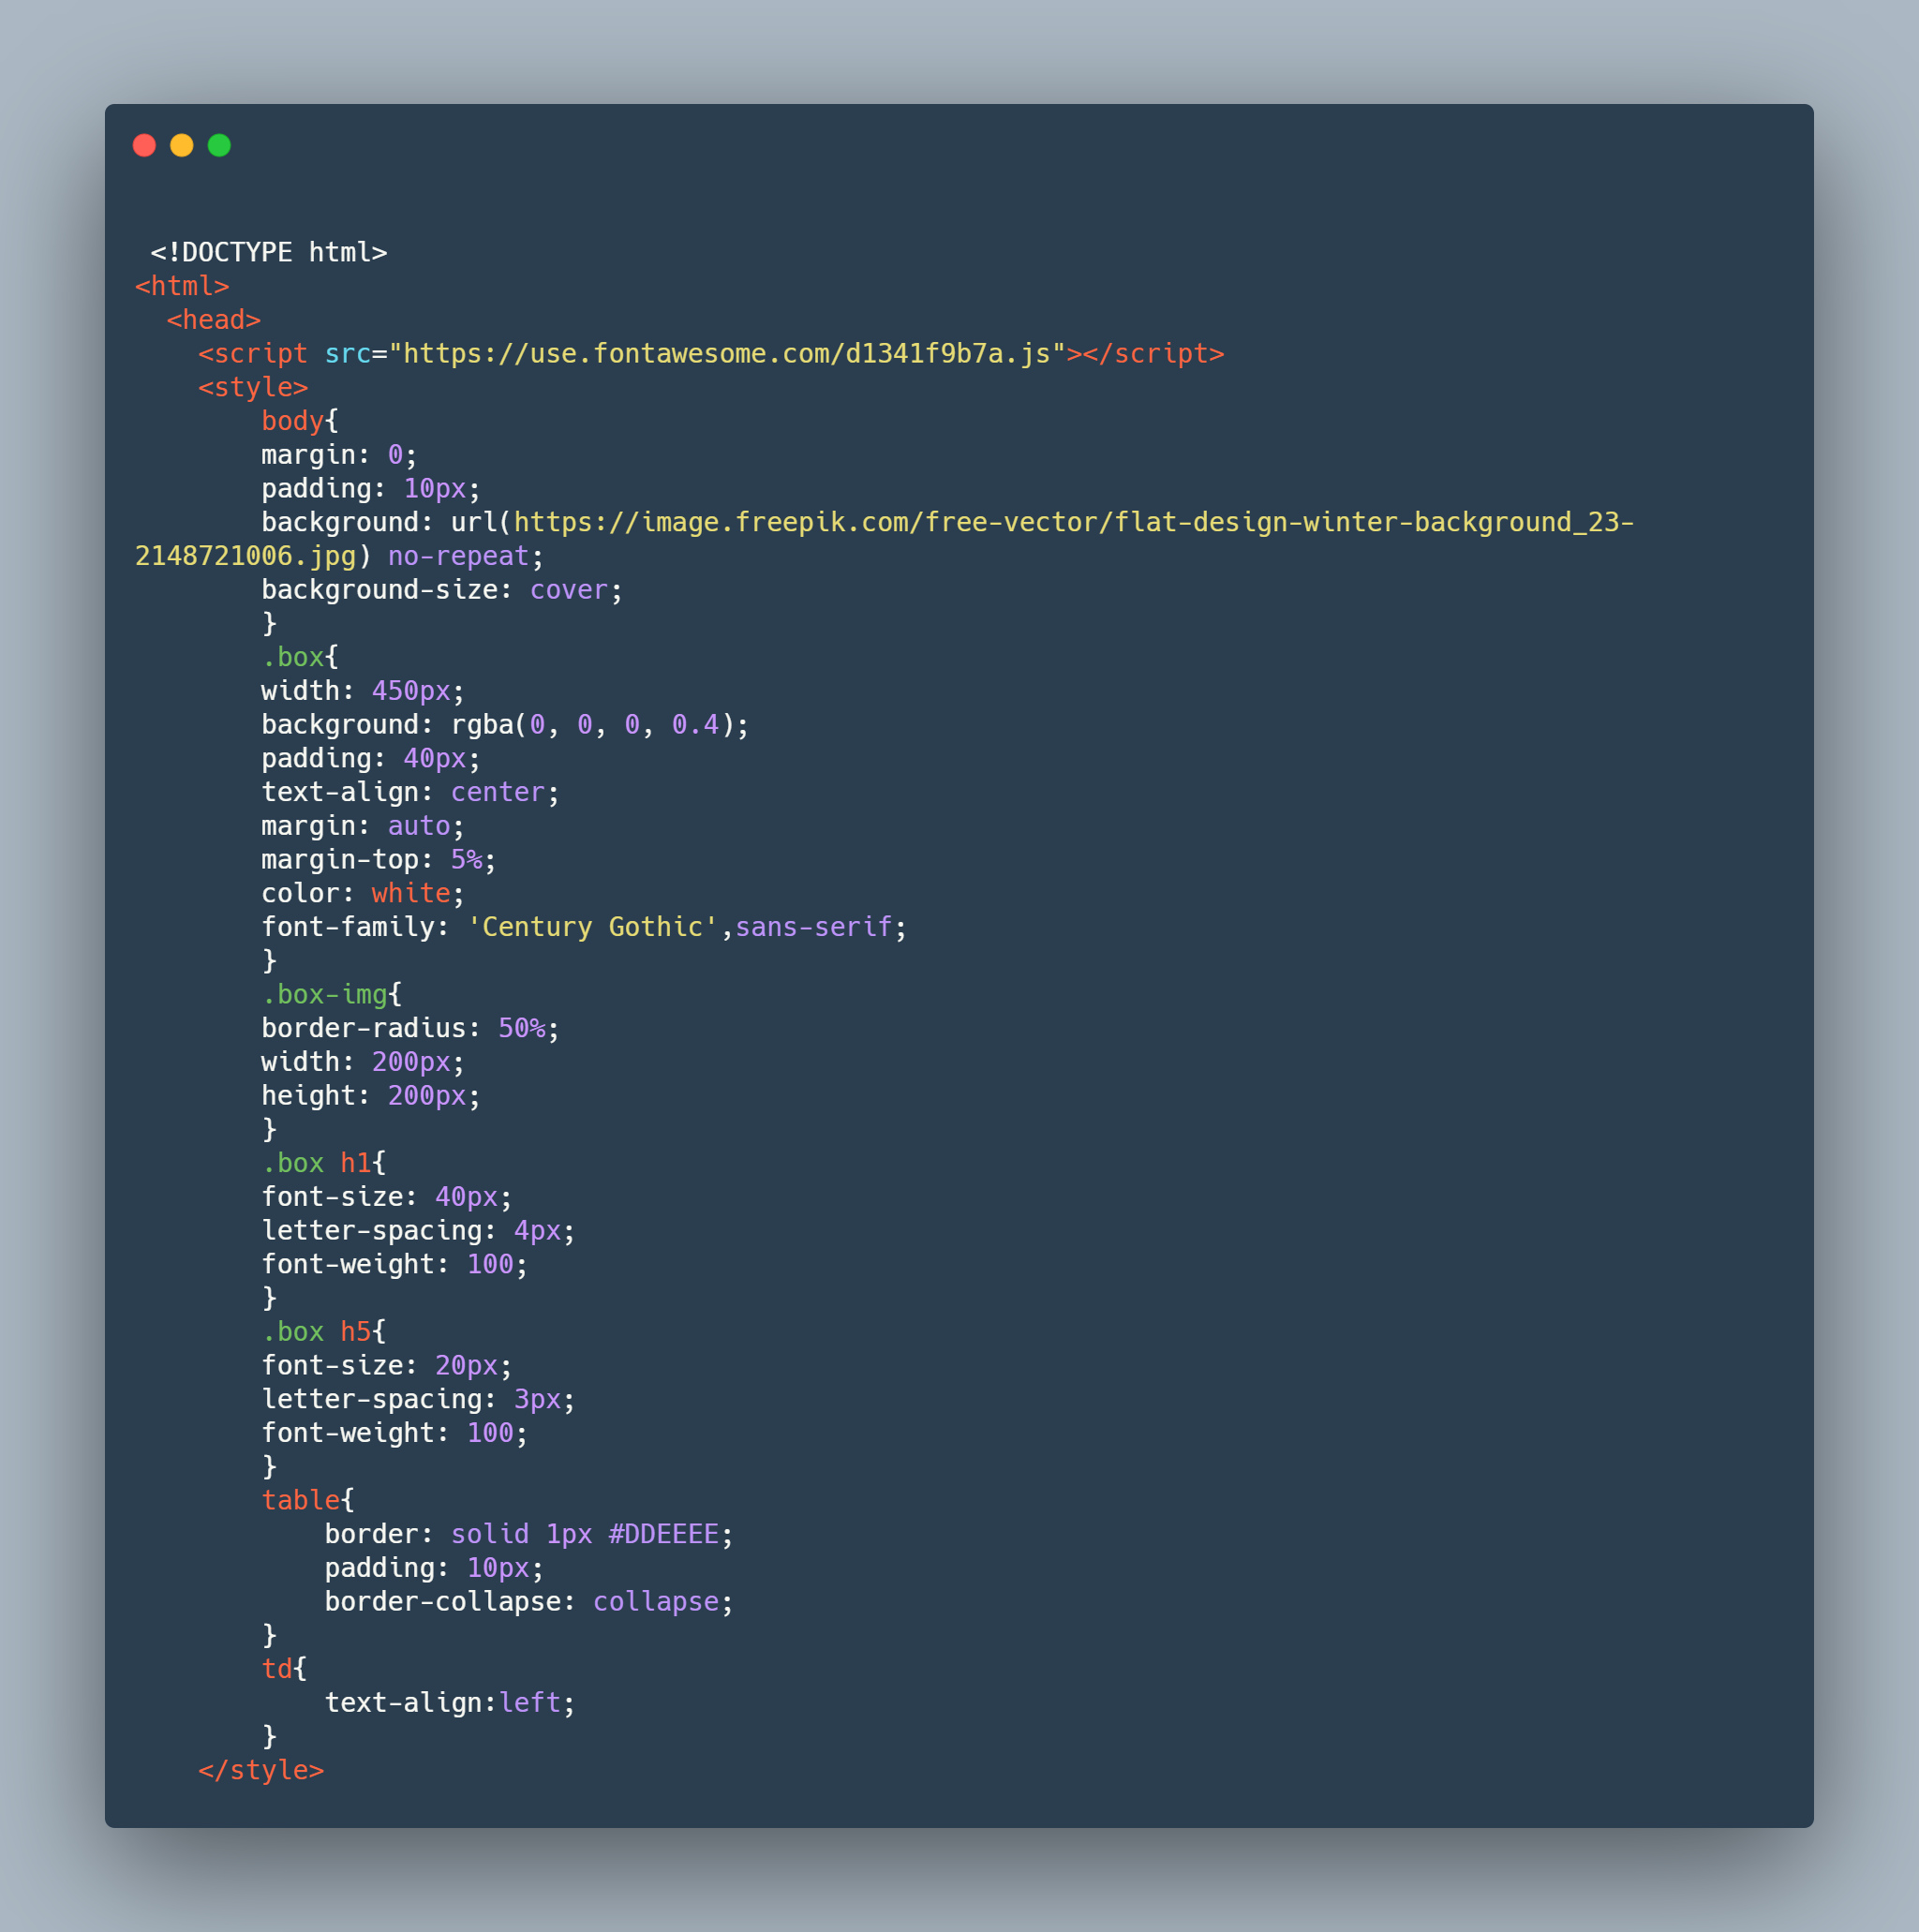 <!DOCTYPE html>
<html>
  <head>
    <script src="https://use.fontawesome.com/d1341f9b7a.js"></script>
    <style>
        body{
        margin: 0;
        padding: 10px;
        background: url(https://image.freepik.com/free-vector/flat-design-winter-background_23-
2148721006.jpg) no-repeat;
        background-size: cover;
        }
        .box{
        width: 450px;
        background: rgba(0, 0, 0, 0.4);
        padding: 40px;
        text-align: center;
        margin: auto;
        margin-top: 5%;
        color: white;
        font-family: 'Century Gothic',sans-serif;
        }
        .box-img{
        border-radius: 50%;
        width: 200px;
        height: 200px;
        }
        .box h1{
        font-size: 40px;
        letter-spacing: 4px;
        font-weight: 100;
        }
        .box h5{
        font-size: 20px;
        letter-spacing: 3px;
        font-weight: 100;
        }
        table{
            border: solid 1px #DDEEEE;
            padding: 10px;
            border-collapse: collapse;
        }
        td{
            text-align:left;
        }
    </style>